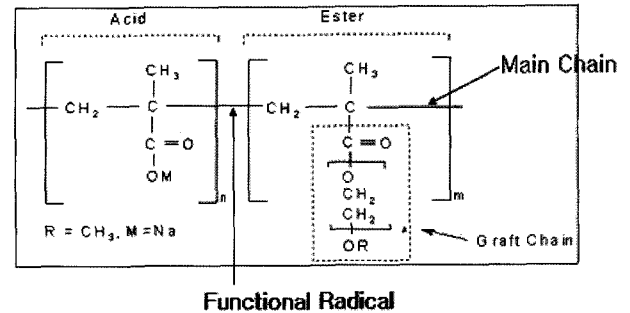 Acid
Ester
CH3
CH3
Main Chain
CH2
C
CH2
C
C = O
C = O
OM
n
O
CH2
CH2
m
R = CH3, M=Na
OR
Graft Chain
Functional Radical